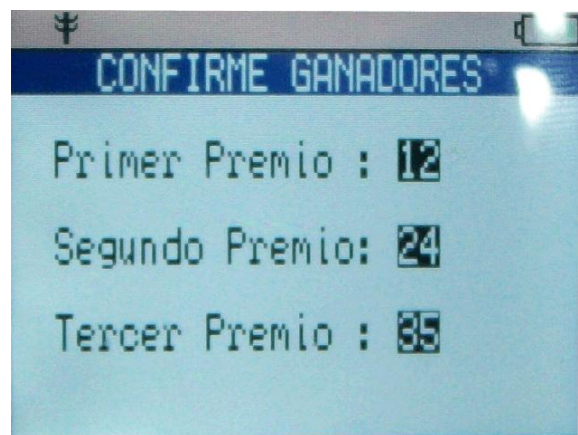 CONFIRME GANADORES
Primer Premio : 12
Segundo Premio: 24
Tercer Premio : 35